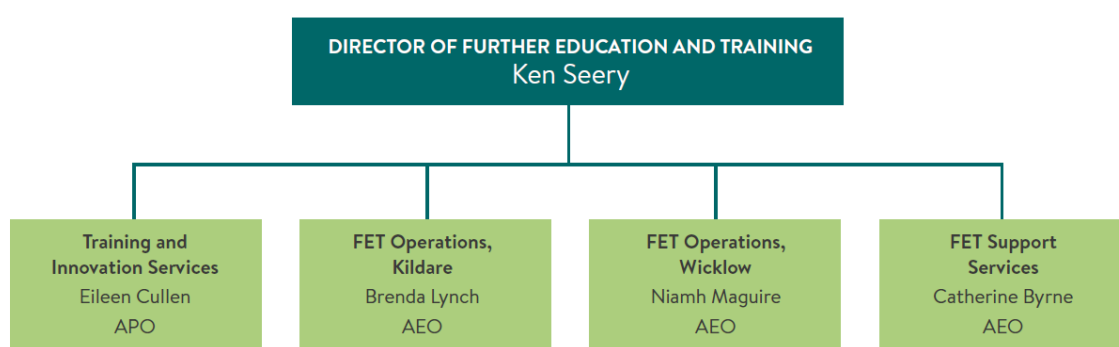 DIRECTOR OF FURTHER EDUCATION AND TRAINING
Ken Seery
Training and
Innovation Services
Eileen Cullen
APO
FET Operations,
Kildare
Brenda Lynch
AEO
FET Operations,
Wicklow
Niamh Maguire
AEO
FET Support
Services
Catherine Byrne
AEO